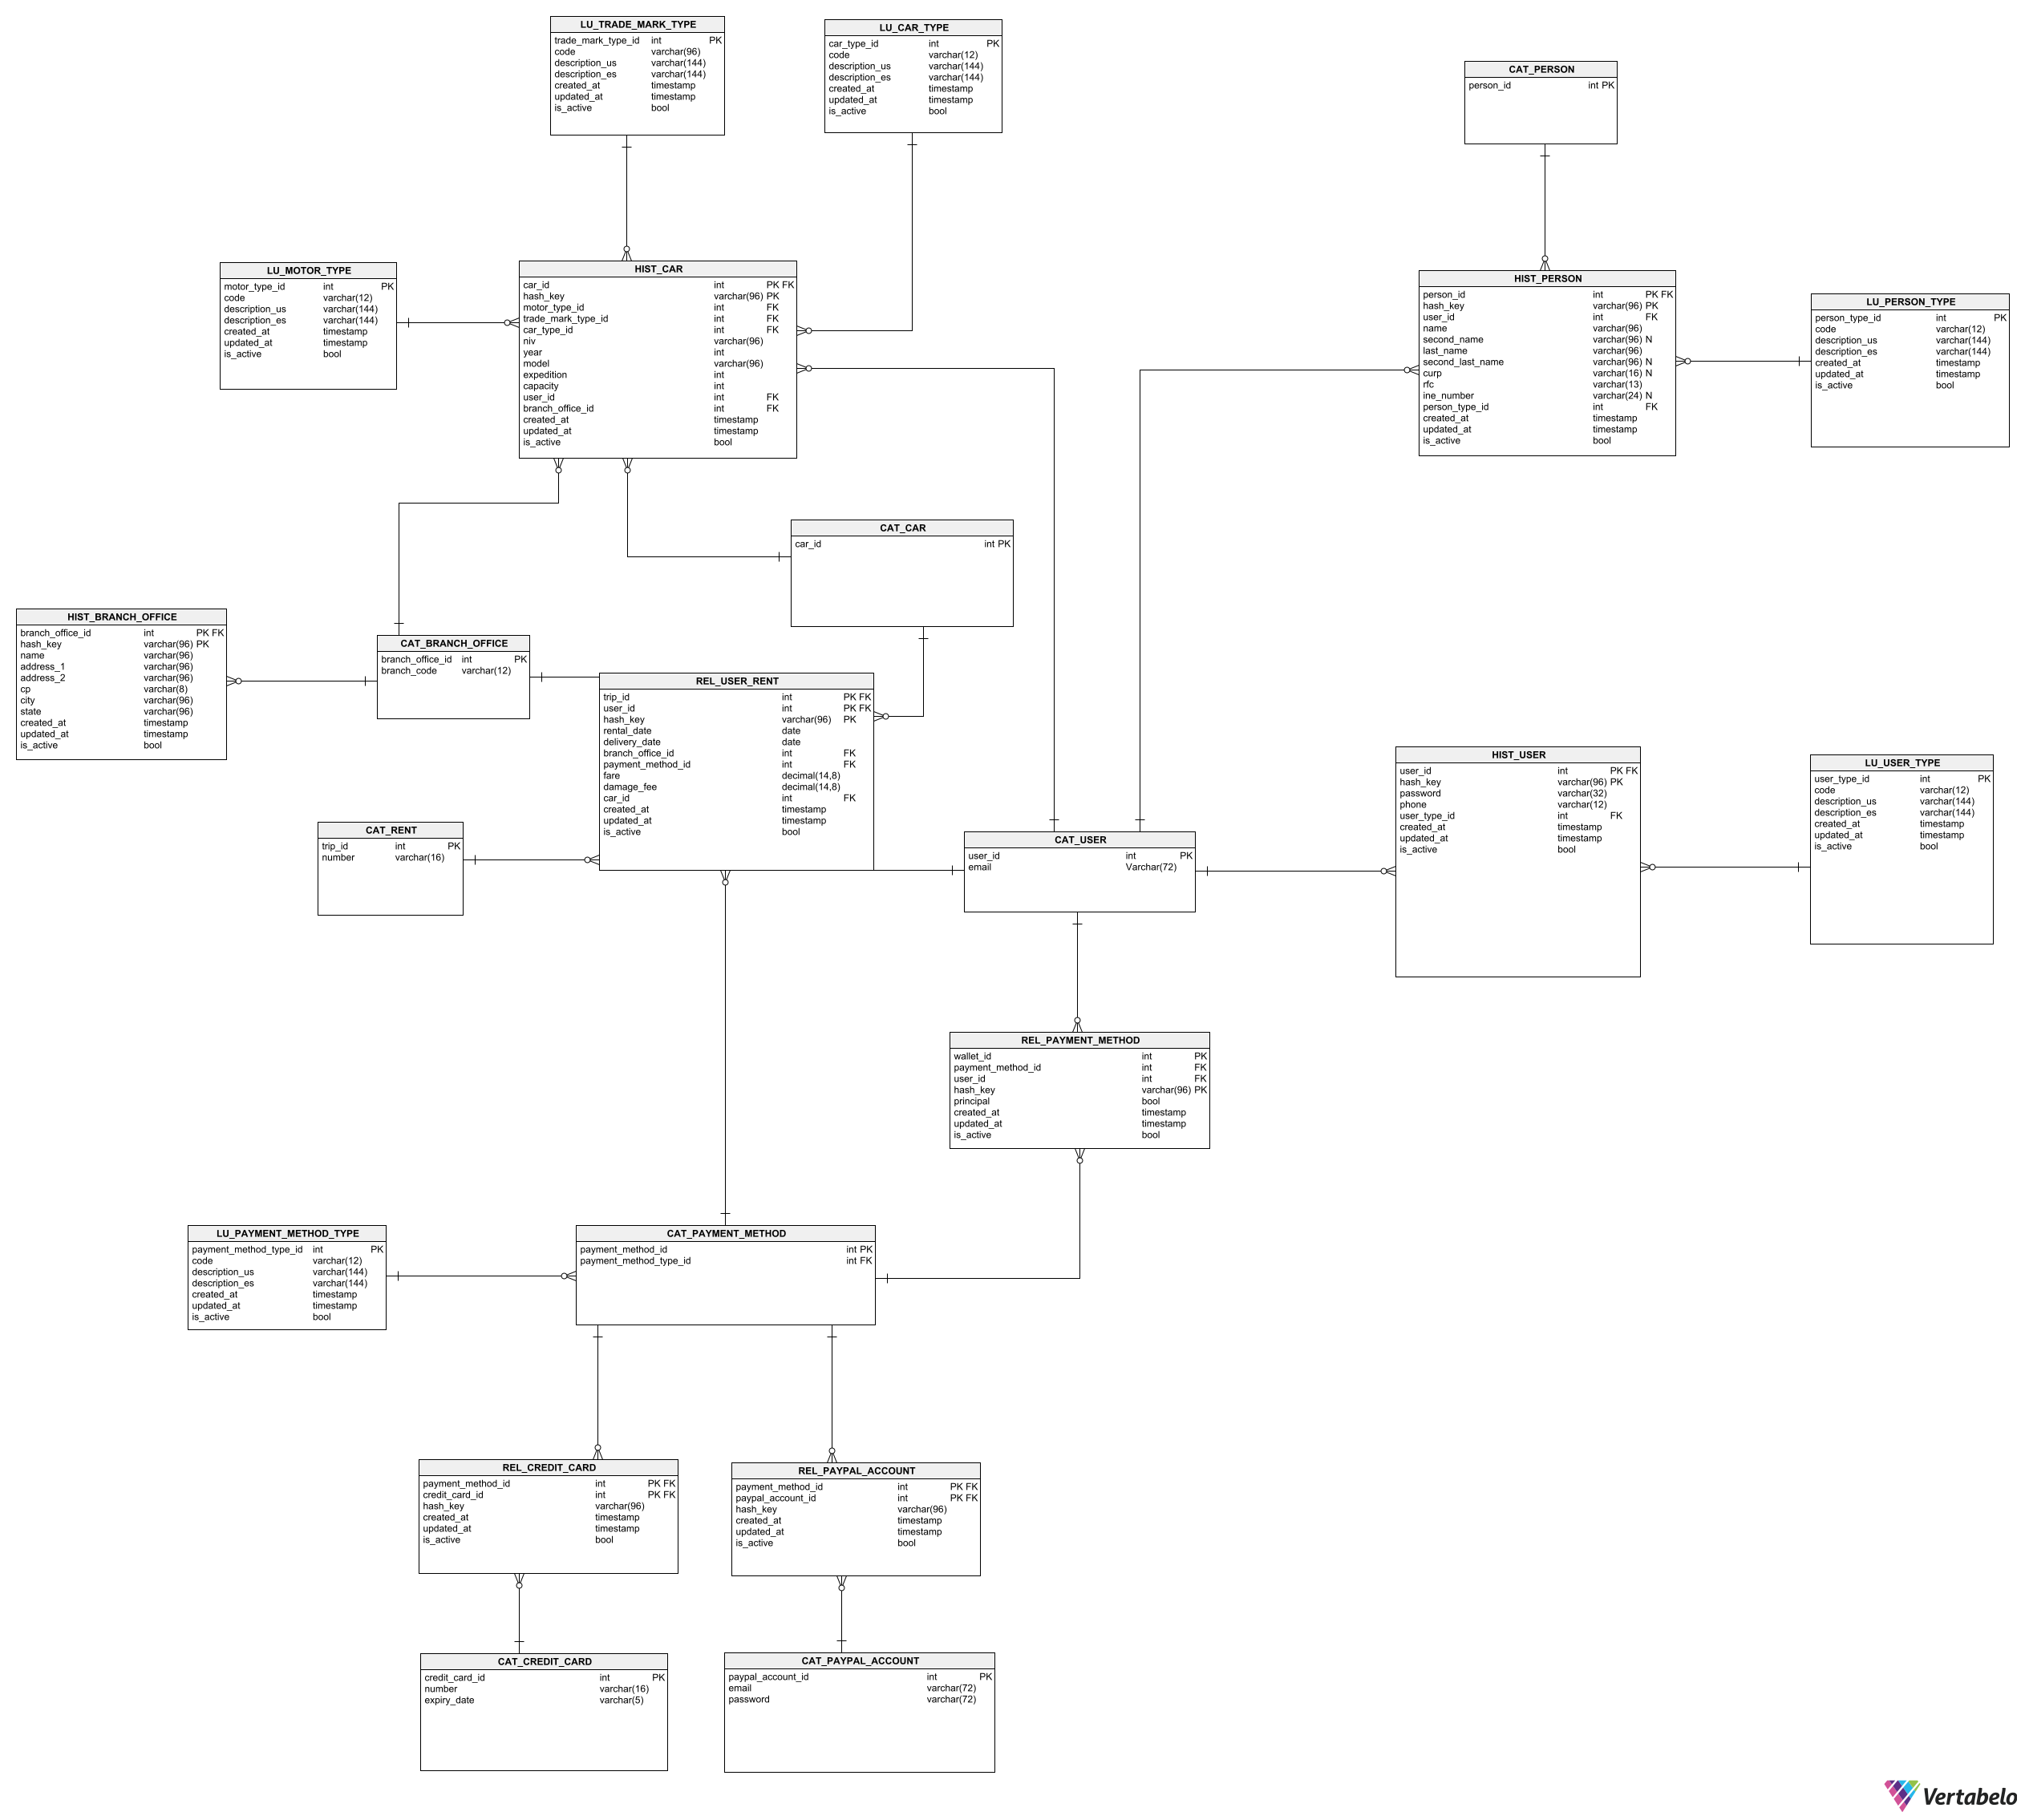 LU_TRADE_MARK_TYPE
trade_mark_type_id int PK
code varchar(96)
description_us varchar(144)
description_es varchar(144)
created_at timestamp
updated_at timestamp
is_active bool
LU_CAR_TYPE
car_type_id int PK
code varchar(12)
description_us varchar(144)
description_es varchar(144)
created_at timestamp
updated_at timestamp
is_active bool
CAT_PERSON
person_id int PK
LU_MOTOR_TYPE
motor_type_id int PK
code varchar(12)
description_us varchar(144)
description_es varchar(144)
created_at timestamp
updated_at timestamp
is_active bool
HIST_CAR
car_id int PK FK
hash_key varchar(96) PK
motor_type_id int FK
trade_mark_type_id int FK
car_type_id int FK
niv varchar(96)
year int
model varchar(96)
expedition int
capacity int
user_id int FK
branch_office_id int FK
created_at timestamp
updated_at timestamp
is_active bool
HIST_PERSON
person_id int PK FK
hash_key varchar(96) PK
user_id int FK
name varchar(96)
second_name varchar(96) N
last_name varchar(96)
second_last_name varchar(96) N
curp varchar(16) N
rfc varchar(13)
ine_number varchar(24) N
person_type_id int FK
created_at timestamp
updated_at timestamp
is_active bool
LU_PERSON_TYPE
person_type_id int PK
code varchar(12)
description_us varchar(144)
description_es varchar(144)
created_at timestamp
updated_at timestamp
is_active bool
CAT_CAR
car_id int PK
HIST_BRANCH_OFFICE
branch_office_id int PK FK
hash_key varchar(96) PK
name varchar(96)
address_1 varchar(96)
address_2 varchar(96)
cp varchar(8)
city varchar(96)
state varchar(96)
created_at timestamp
updated_at timestamp
is_active bool
CAT_BRANCH_OFFICE
branch_office_id int PK
branch_code varchar(12)
REL_USER_RENT
trip_id int PK FK
user_id int PK FK
hash_key varchar(96) PK
rental_date date
delivery_date date
branch_office_id int FK
payment_method_id int FK
fare decimal(14,8)
damage_fee decimal(14,8)
car_id int FK
created_at timestamp
updated_at timestamp
is_active bool
CAT_RENT
trip_id int PK
number varchar(16)
CAT_USER
user_id int PK
email Varchar(72)
HIST_USER
user_id int PK FK
hash_key varchar(96) PK
password varchar(32)
phone varchar(12)
user_type_id int FK
created_at timestamp
updated_at timestamp
is_active bool
LU_USER_TYPE
user_type_id int PK
code varchar(12)
description_us varchar(144)
description_es varchar(144)
created_at timestamp
updated_at timestamp
is_active bool
REL_PAYMENT_METHOD
wallet_id int PK
payment_method_id int FK
user_id int FK
hash_key varchar(96) PK
principal bool
created_at timestamp
updated_at timestamp
is_active bool
LU_PAYMENT_METHOD_TYPE
payment_method_type_id int PK
code varchar(12)
description_us varchar(144)
description_es varchar(144)
created_at timestamp
updated_at timestamp
is_active bool
CAT_PAYMENT_METHOD
payment_method_id int PK
payment_method_type_id int FK
REL_CREDIT_CARD
payment_method_id int PK FK
credit_card_id int PK FK
hash_key varchar(96)
created_at timestamp
updated_at timestamp
is_active bool
REL_PAYPAL_ACCOUNT
payment_method_id int PK FK
paypal_account_id int PK FK
hash_key varchar(96)
created_at timestamp
updated_at timestamp
is_active bool
CAT_CREDIT_CARD
credit_card_id int PK
number varchar(16)
expiry_date varchar(5)
CAT_PAYPAL_ACCOUNT
paypal_account_id int PK
email varchar(72)
password varchar(72)
Vertabelo